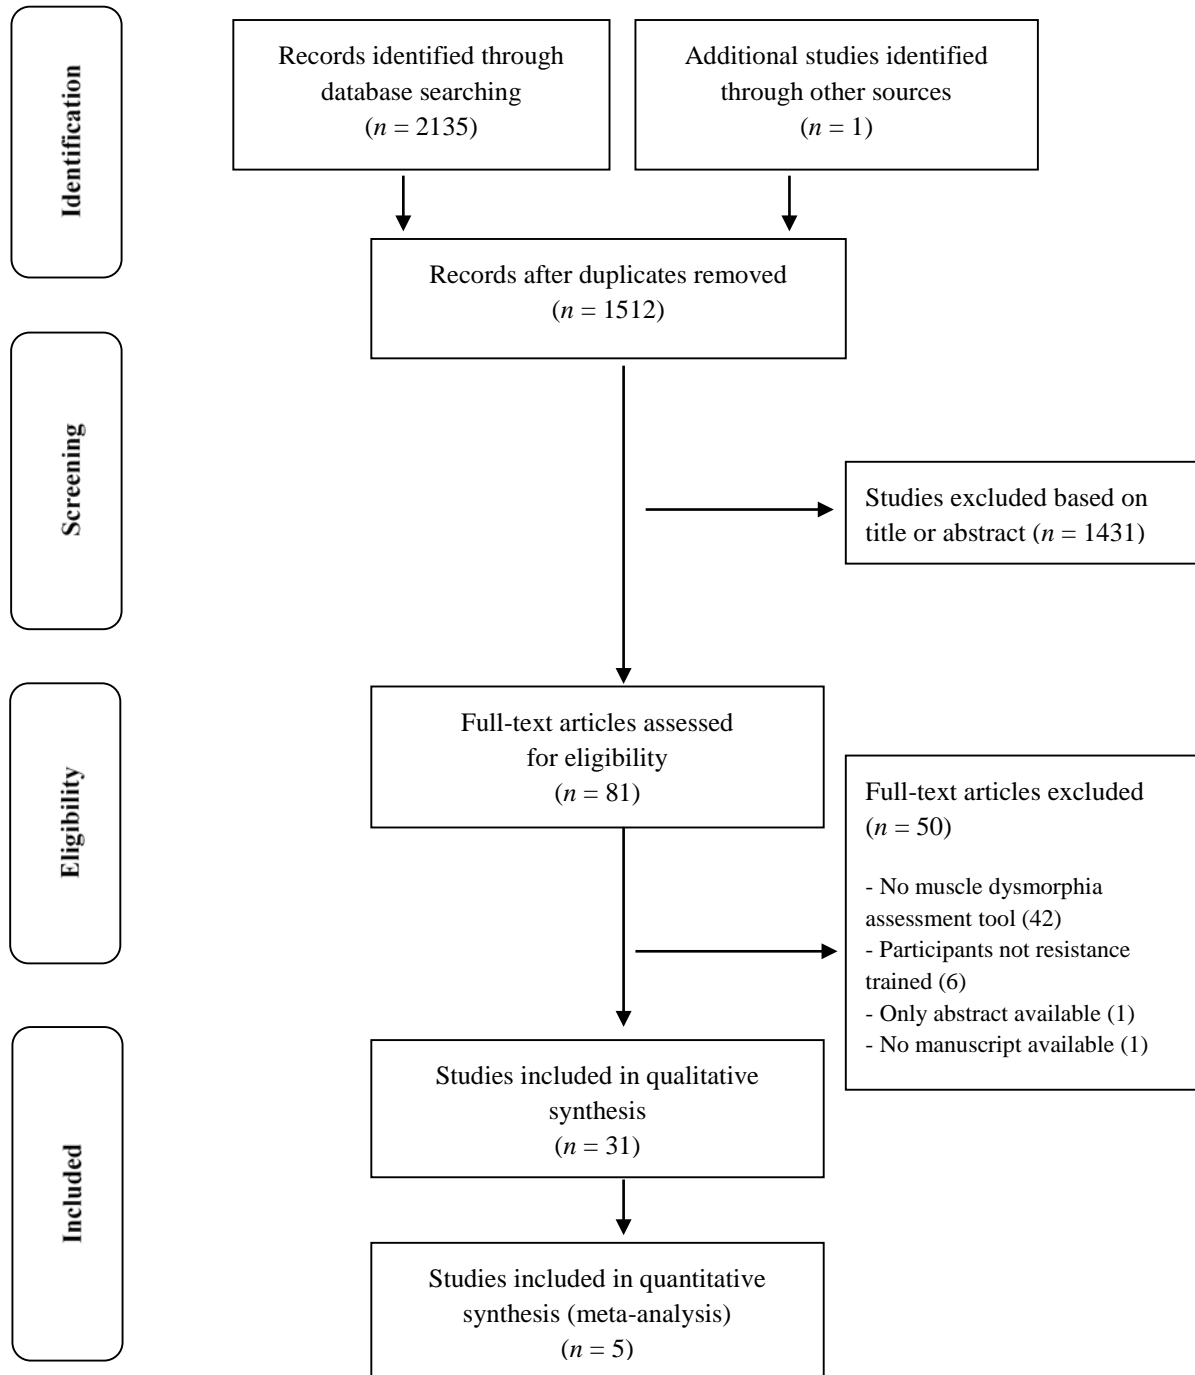 Identification
Records identified through
database searching
(n = 2135)
Additional studies identified
through other sources
(n = 1)
Records after duplicates removed
(n = 1512)
Screening
Studies excluded based on
title or abstract (n = 1431)
Eligibility
Full-text articles assessed
for eligibility
(n = 81)
Full-text articles excluded
(n = 50)
- No muscle dysmorphia
assessment tool (42)
- Participants not resistance
trained (6)
- Only abstract available (1)
- No manuscript available (1)
Included
Studies included in qualitative
synthesis
(n = 31)
Studies included in quantitative
synthesis (meta-analysis)
(n = 5)